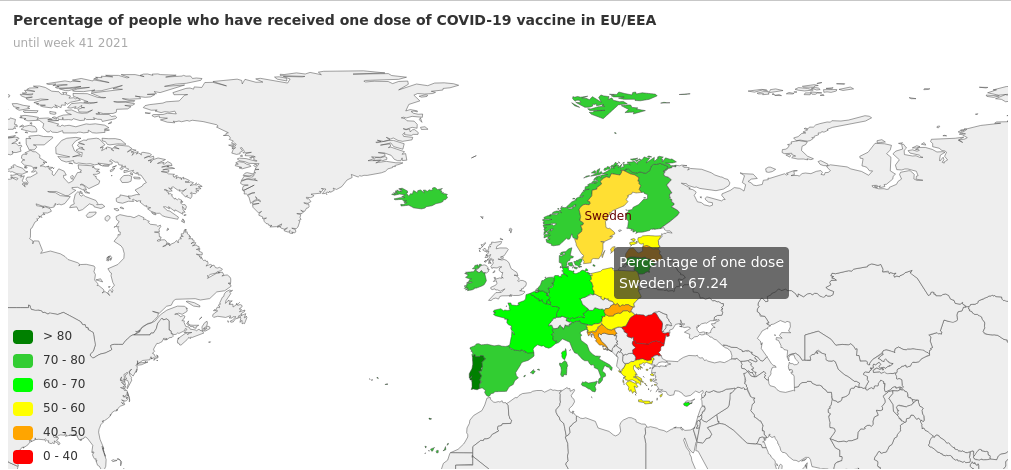 Percentage of people who have received one dose of COVID-19 vaccine in EU/EEA
until week 41 2021
Sweden
Percentage of one dose
Sweden : 67.24
> 80
70 - 80
60 - 70
50 - 60
40 - 50
0 - 40